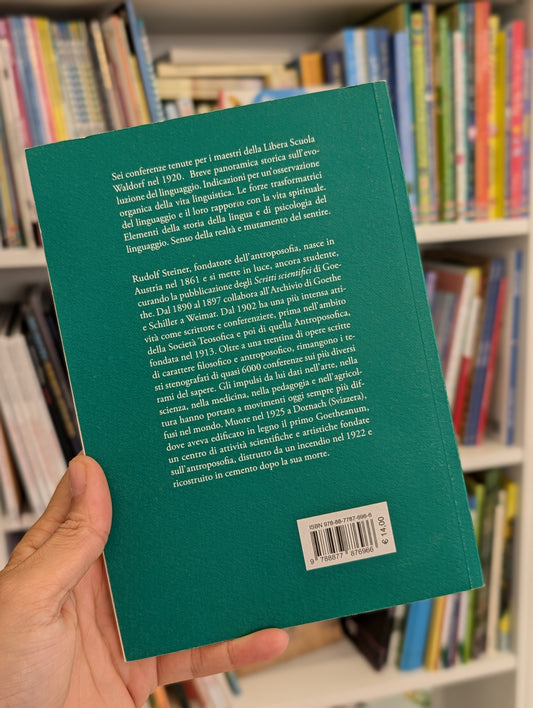 Sei conferenze tenute per i maestri della Libera Scuola
Waldorf nel 1920. Breve panoramica storica sull'evo-
luzione del linguaggio. Indicazioni per un'osservazione
organica della vita linguistica. Le forze trasformatrici
del linguaggio e il loro rapporto con la vita spirituale.
Elementi della storia della lingua e di psicologia del
linguaggio. Senso della realtà e mutamento del sentire.
Rudolf Steiner, fondatore dell'antroposofia, nasce in
Austria nel 1861 e si mette in luce, ancora studente,
curando la pubblicazione degli Scritti scientifici di Goe-
the. Dal 1890 al 1897 collabora all'Archivio di Goethe
e Schiller a Weimar. Dal 1902 ha una più intensa atti-
vità come scrittore e conferenziere, prima nell'ambito
della Società Teosofica e poi di quella Antroposofica,
fondata nel 1913. Oltre a una trentina di opere scritte
di carattere filosofico e antroposofico, rimangono i te-
sti stenografati di quasi 6000 conferenze sui più diversi
rami del sapere. Gli impulsi da lui dati nell'arte, nella
scienza, nella medicina, nella pedagogia e nell'agricol-
tura hanno portato a movimenti oggi sempre più dif-
fusi nel mondo. Muore nel 1925 a Dornach (Svizzera),
dove aveva edificato in legno il primo Goetheanum,
un centro di attività scientifiche e artistiche fondate
sull'antroposofia, distrutto da un incendio nel 1922 e
ricostruito in cemento dopo la sua morte.
ISBN 978-88-7787-696-6
9 788877 876966
€ 14,00